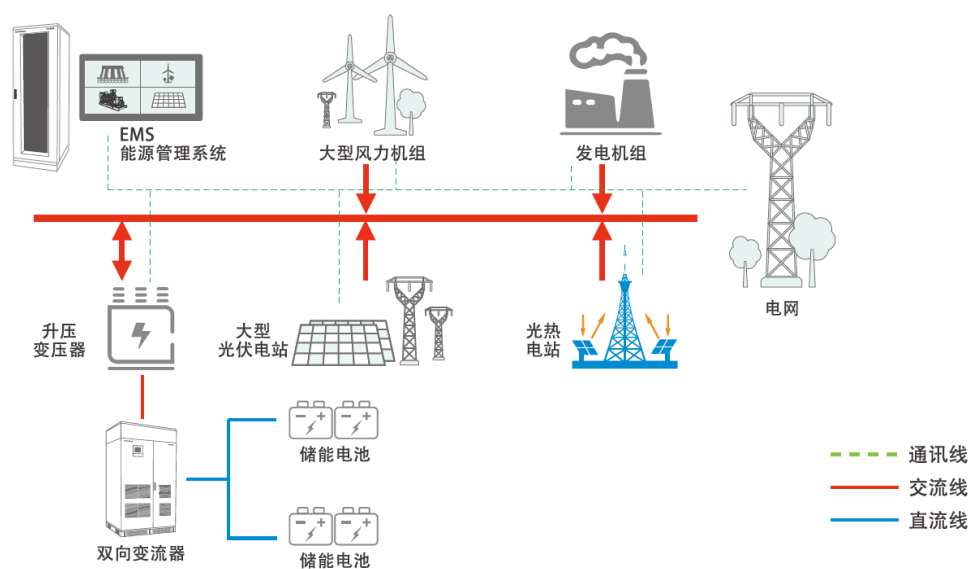 EMS
能源管理系统
大型风力机组
发电机组
电网
升压
变压器
大型
光伏电站
光热
电站
储能电池
双向变流器
储能电池
通讯线
交流线
直流线